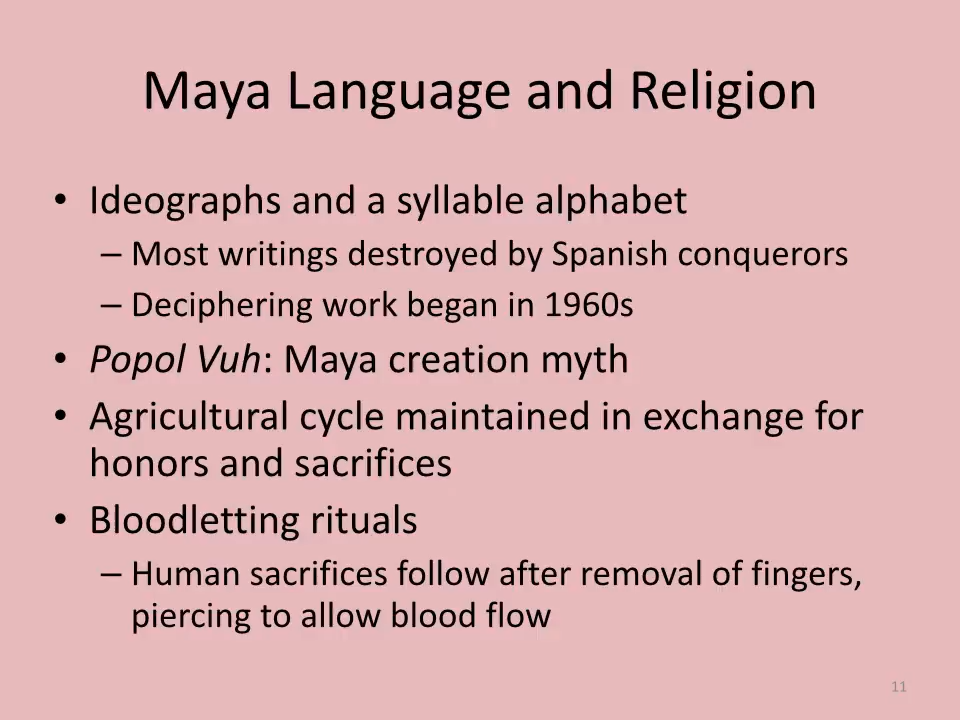 Maya Language and Religion
• Ideographs and a syllable alphabet
– Most writings destroyed by Spanish conquerors
– Deciphering work began in 1960s
• Popol Vuh: Maya creation myth
• Agricultural cycle maintained in exchange for
honors and sacrifices
• Bloodletting rituals
– Human sacrifices follow after removal of fingers,
piercing to allow blood flow
11